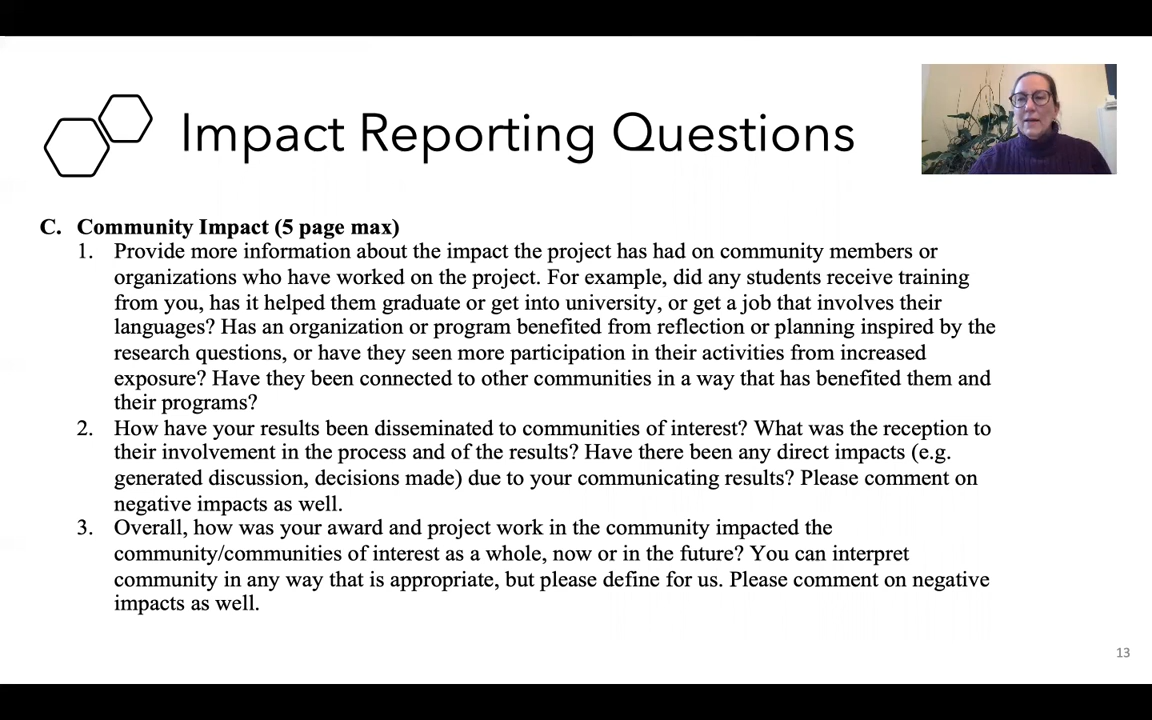 Impact Reporting Questions
C. Community Impact (5 page max)
1. Provide more information about the impact the project has had on community members or
organizations who have worked on the project. For example, did any students receive training
from you, has it helped them graduate or get into university, or get a job that involves their
languages? Has an organization or program benefited from reflection or planning inspired by the
research questions, or have they seen more participation in their activities from increased
exposure? Have they been connected to other communities in a way that has benefited them and
their programs?
2. How have your results been disseminated to communities of interest? What was the reception to
their involvement in the process and of the results? Have there been any direct impacts (e.g.
generated discussion, decisions made) due to your communicating results? Please comment on
negative impacts as well.
3. Overall, how was your award and project work in the community impacted the
community/communities of interest as a whole, now or in the future? You can interpret
community in any way that is appropriate, but please define for us. Please comment on negative
impacts as well.
13